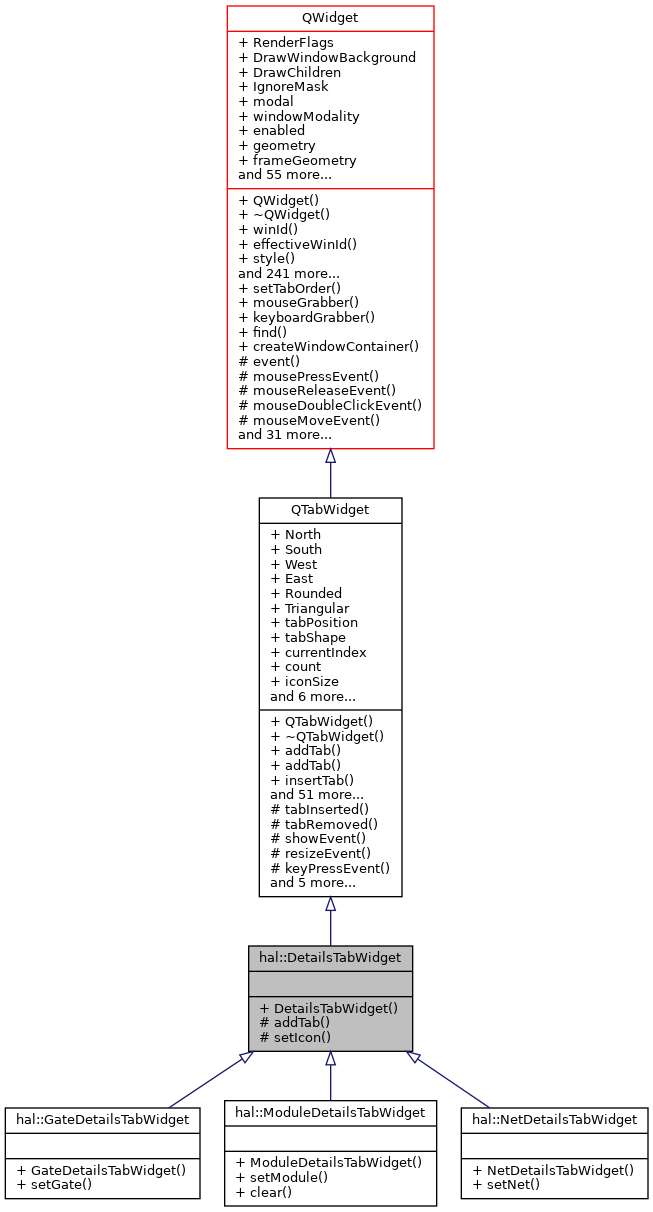 QWidget
+ RenderFlags
+ DrawWindowBackground
+ DrawChildren
+ IgnoreMask
+ modal
+ windowModality
+ enabled
+ geometry
+ frameGeometry
and 55 more...
+ QWidget()
+ ~QWidget()
+ winId()
+ effectiveWinId()
+ style()
and 241 more...
+ setTabOrder()
+ mouseGrabber()
+ keyboardGrabber()
+ find()
+ createWindowContainer()
# event()
# mousePressEvent()
# mouseReleaseEvent()
# mouseDoubleClickEvent()
# mouseMoveEvent()
and 31 more...
QTabWidget
+ North
+ South
+ West
+ East
+ Rounded
+ Triangular
+ tabPosition
+ tabShape
+ currentIndex
+ count
+ iconSize
and 6 more...
+ QTabWidget()
+ ~QTabWidget()
+ addTab()
+ addTab()
+ insertTab()
and 51 more...
# tabInserted()
# tabRemoved()
# showEvent()
# resizeEvent()
# keyPressEvent()
and 5 more...
hal::DetailsTabWidget
+ DetailsTabWidget()
# addTab()
# setIcon()
hal::GateDetailsTabWidget
+ GateDetailsTabWidget()
+ setGate()
hal::ModuleDetailsTabWidget
+ ModuleDetailsTabWidget()
+ setModule()
+ clear()
hal::NetDetailsTabWidget
+ NetDetailsTabWidget()
+ setNet()